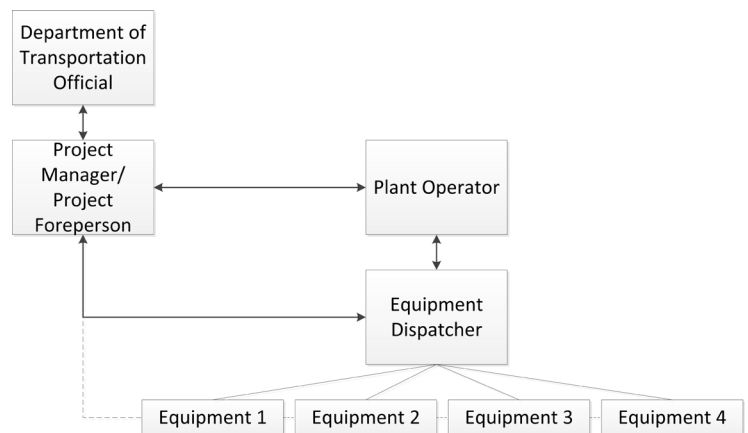 Department of
Transportation
Official
Project
Manager/
Project
Foreperson
Plant Operator
Equipment
Dispatcher
Equipment 1
Equipment 2
Equipment 3
Equipment 4